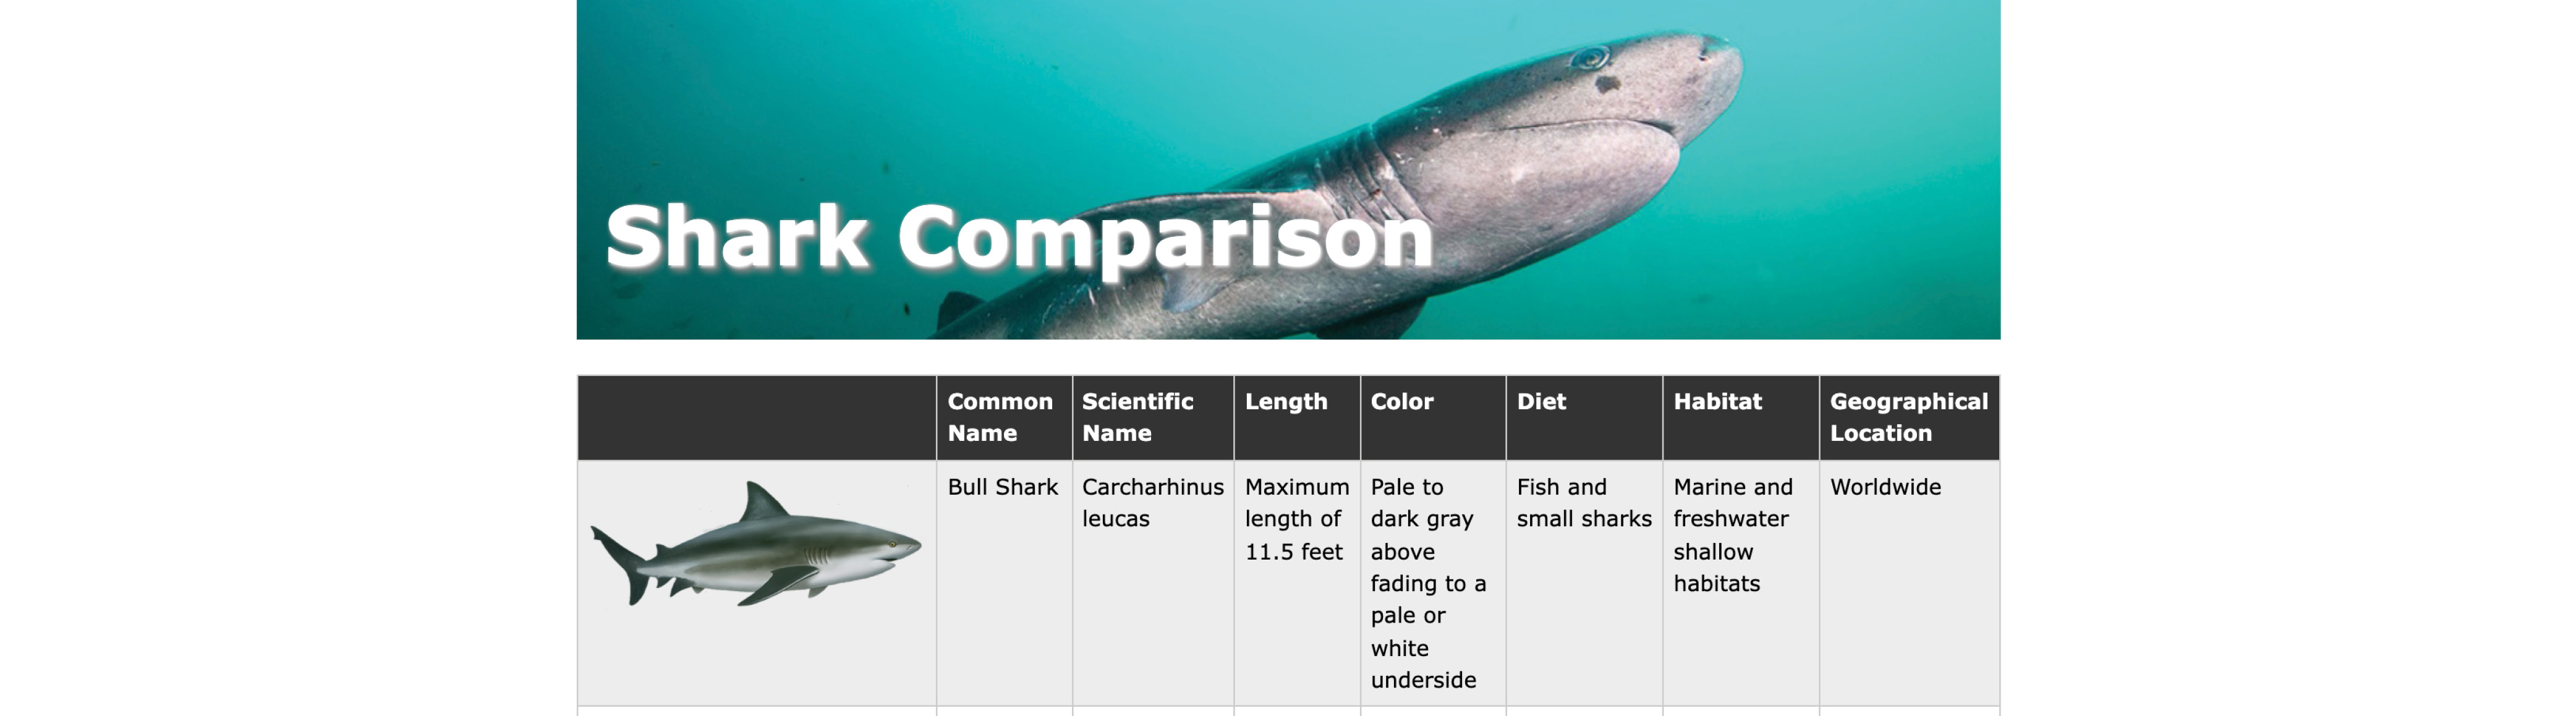 Shark Comparison
Common Name
Scientific Name
Length
Color
Diet
Habitat
Geographical Location
Bull Shark
Carcharhinus
leucas
Maximum
length of
11.5 feet
Pale to
dark gray
above
fading to a
pale or
white
underside
Fish and
small sharks
Marine and
freshwater
shallow
habitats
Worldwide